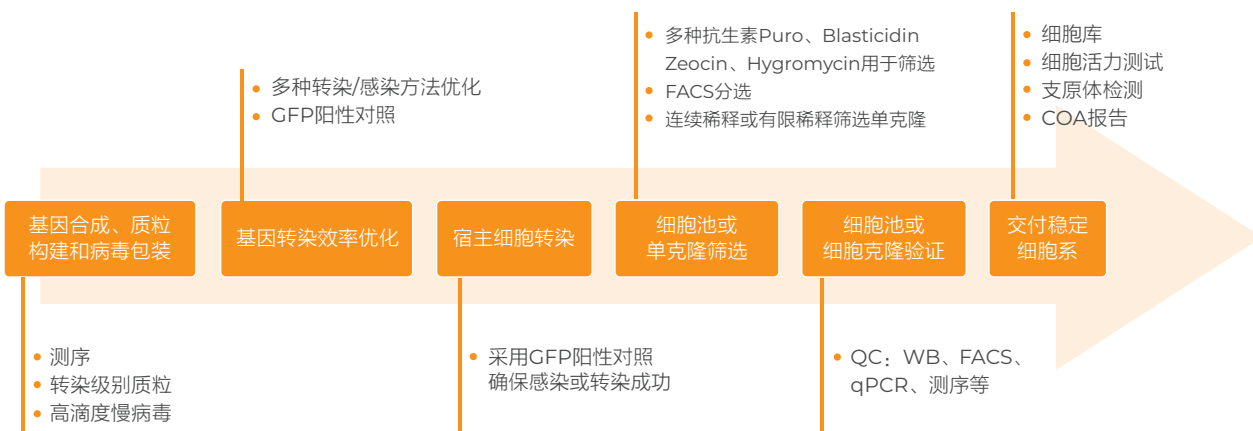 多种抗生素Puro、Blasticidin
Zeocin、Hygromycin用于筛选
FACS分选
连续稀释或有限稀释筛选单克隆
细胞库
细胞活力测试
支原体检测
COA报告
多种转染/感染方法优化
GFP阳性对照
基因合成、质粒
构建和病毒包装
基因转染效率优化
宿主细胞转染
细胞池或
单克隆筛选
细胞池或
细胞克隆验证
交付稳定
细胞系
测序
转染级别质粒
高滴度慢病毒
采用GFP阳性对照
确保感染或转染成功
QC：WB、FACS、
qPCR、测序等